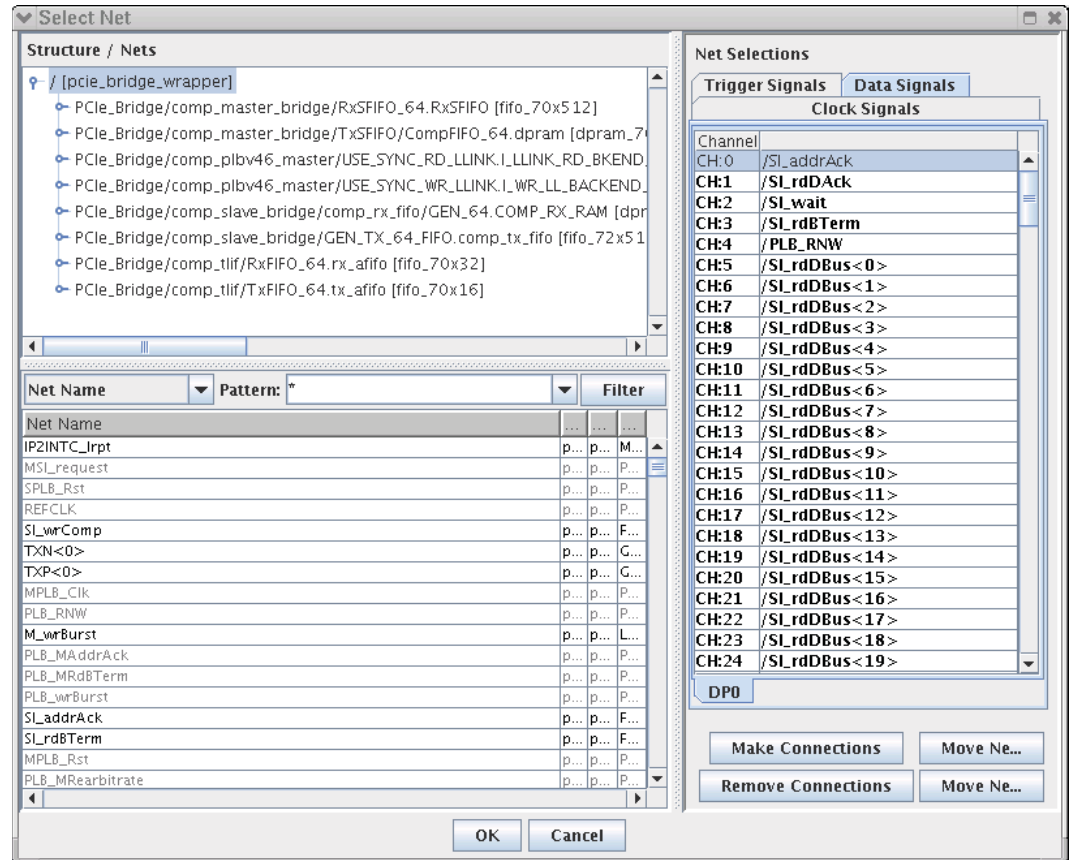 Select Net
Structure / Nets
/ [pcie_bridge_wrapper]
PCIe_Bridge/comp_master_bridge/RxSFIFO_64.RxSFIFO [fifo_70x512]
PCIe_Bridge/comp_master_bridge/TxSFIFO/CompFIFO_64.dpram [dpram_7
PCIe_Bridge/comp_plbv46_master/USE_SYNC_RD_LLINK.I_LLINK_RD_BKEND_
PCIe_Bridge/comp_plbv46_master/USE_SYNC_WR_LLINK.I_WR_LL_BACKEND_
PCIe_Bridge/comp_slave_bridge/comp_rx_fifo/GEN_64.COMP_RX_RAM [dpr
PCIe_Bridge/comp_slave_bridge/GEN_TX_64_FIFO.comp_tx_fifo [fifo_72x51
PCIe_Bridge/comp_tlif/RxFIFO_64.rx_afifo [fifo_70x32]
PCIe_Bridge/comp_tlif/TxFIFO_64.tx_afifo [fifo_70x16]
Net Name Pattern: * Filter
Net Name ... ... ...
IP2INTC_Irpt p... p... M...
MSI_request p... p... P...
SPLB_Rst p... p... P...
REFCLK p... p... P...
Sl_wrComp p... p... F...
TXN<0> p... p... G...
TXP<0> p... p... G...
MPLB_Clk p... p... P...
PLB_RNW p... p... P...
M_wrBurst p... p... L...
PLB_MAddrAck p... p... P...
PLB_MRdBTerm p... p... P...
PLB_wrBurst p... p... P...
Sl_addrAck p... p... F...
Sl_rdBTerm p... p... F...
MPLB_Rst p... p... P...
PLB_MRearbitrate p... p... P...
Net Selections
Trigger Signals Data Signals
Clock Signals
Channel
CH:0 /Sl_addrAck
CH:1 /Sl_rdDAck
CH:2 /Sl_wait
CH:3 /Sl_rdBTerm
CH:4 /PLB_RNW
CH:5 /Sl_rdDBus<0>
CH:6 /Sl_rdDBus<1>
CH:7 /Sl_rdDBus<2>
CH:8 /Sl_rdDBus<3>
CH:9 /Sl_rdDBus<4>
CH:10 /Sl_rdDBus<5>
CH:11 /Sl_rdDBus<6>
CH:12 /Sl_rdDBus<7>
CH:13 /Sl_rdDBus<8>
CH:14 /Sl_rdDBus<9>
CH:15 /Sl_rdDBus<10>
CH:16 /Sl_rdDBus<11>
CH:17 /Sl_rdDBus<12>
CH:18 /Sl_rdDBus<13>
CH:19 /Sl_rdDBus<14>
CH:20 /Sl_rdDBus<15>
CH:21 /Sl_rdDBus<16>
CH:22 /Sl_rdDBus<17>
CH:23 /Sl_rdDBus<18>
CH:24 /Sl_rdDBus<19>
DP0
Make Connections Move Ne...
Remove Connections Move Ne...
OK Cancel